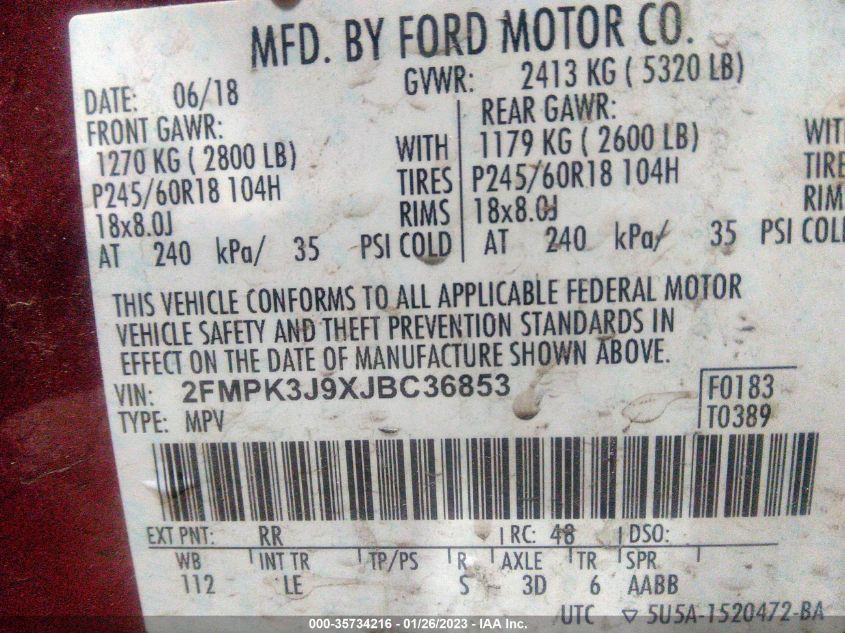 MFD. BY FORD MOTOR CO.
DATE: 06/18 GVWR: 2413 KG ( 5320 LB)
FRONT GAWR: REAR GAWR:
1270 KG ( 2800 LB) WITH 1179 KG ( 2600 LB) WIT
P245/60R18 104H TIRES P245/60R18 104H TIRE
18x8.0J RIMS 18x8.0J RIM
AT 240 kPa/ 35 PSI COLD AT 240 kPa/ 35 PSI COL
THIS VEHICLE CONFORMS TO ALL APPLICABLE FEDERAL MOTOR
VEHICLE SAFETY AND THEFT PREVENTION STANDARDS IN
EFFECT ON THE DATE OF MANUFACTURE SHOWN ABOVE.
VIN: 2FMPK3J9XJBC36853 F0183
TYPE: MPV T0389
EXT PNT: RR RC: 48 DSO:
WB INT TR TP/PS R AXLE TR SPR
112 LE S 3D 6 AABB
UTC ▽ 5U5A-1520472-BA
000-35734216 - 01/26/2023 - IAA Inc.